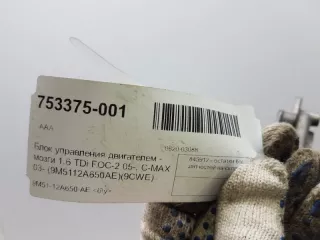 753375-001
AAA
Блок управления двигателем -
мозги 1.6 TDi FOC-2 05-, C-MAX
03- (9M5112A650AE)(9CWE)
9M51-12A650-AE